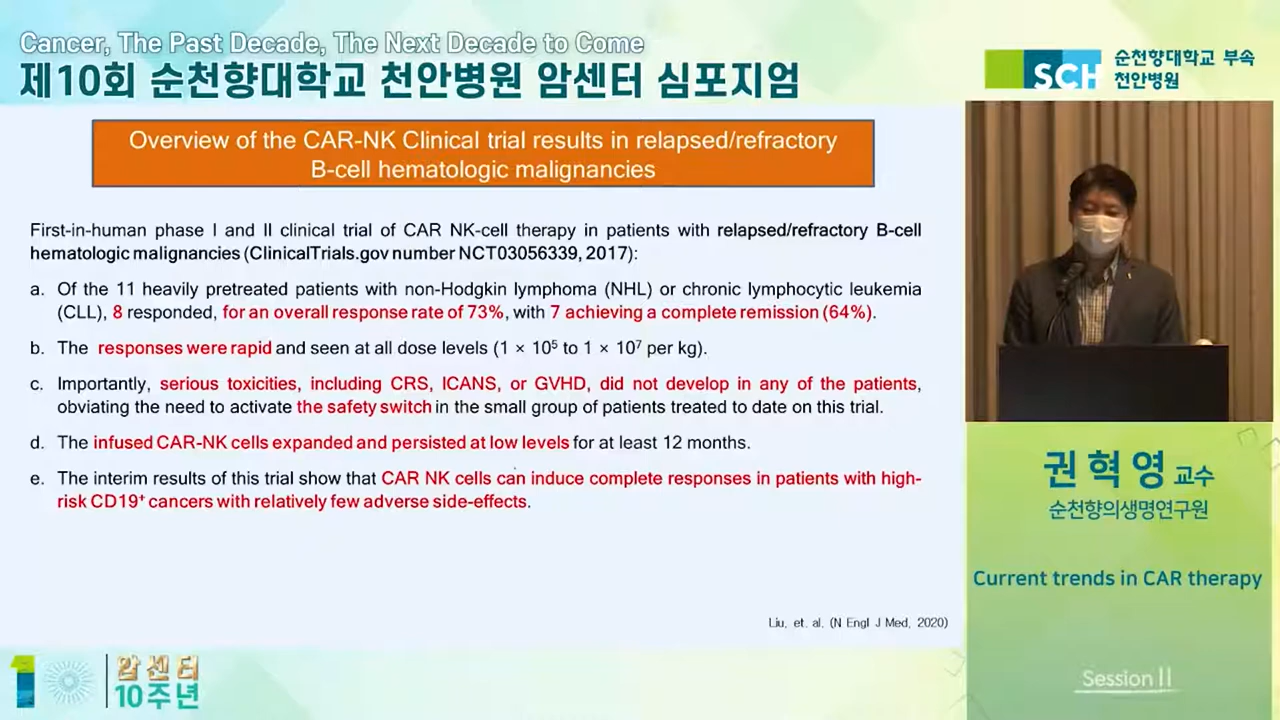 Cancer, The Past Decade, The Next Decade to Come
제10회 순천향대학교 천안병원 암센터 심포지엄
SCH
순천향대학교 부속
천안병원
Overview of the CAR-NK Clinical trial results in relapsed/refractory
B-cell hematologic malignancies
First-in-human phase I and II clinical trial of CAR NK-cell therapy in patients with relapsed/refractory B-cell
hematologic malignancies (ClinicalTrials.gov number NCT03056339, 2017):
a. Of the 11 heavily pretreated patients with non-Hodgkin lymphoma (NHL) or chronic lymphocytic leukemia
(CLL), 8 responded, for an overall response rate of 73%, with 7 achieving a complete remission (64%).
b. The responses were rapid and seen at all dose levels (1 × 10⁵ to 1 × 10⁷ per kg).
c. Importantly, serious toxicities, including CRS, ICANS, or GVHD, did not develop in any of the patients,
obviating the need to activate the safety switch in the small group of patients treated to date on this trial.
d. The infused CAR-NK cells expanded and persisted at low levels for at least 12 months.
e. The interim results of this trial show that CAR NK cells can induce complete responses in patients with high-
risk CD19⁺ cancers with relatively few adverse side-effects.
Liu, et. al. (N Engl J Med, 2020)
권혁영 교수
순천향의생명연구원
Current trends in CAR therapy
Session II
암센터
10주년